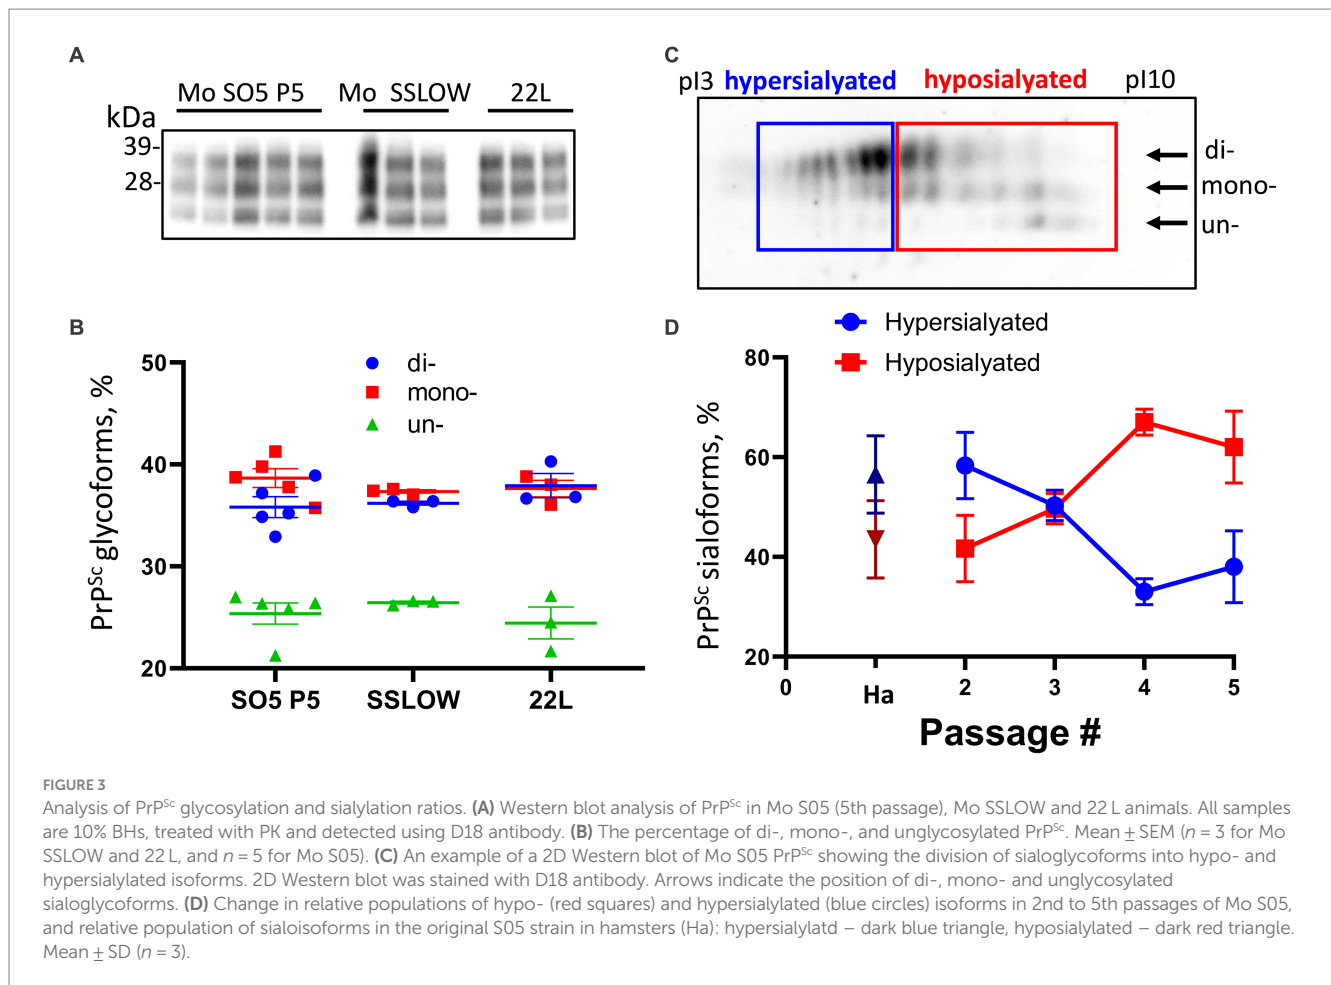 A
Mo SO5 P5
Mo SSLOW
22L
kDa
39-
28-
C
pI3 hypersialyated hyposialyated pI10
di-
mono-
un-
B
di-
mono-
un-
PrPSc glycoforms, %
50
40
30
20
SO5 P5
SSLOW
22L
D
Hypersialyated
Hyposialyated
PrPSc sialoforms, %
80
60
40
20
0
Ha
2
3
4
5
Passage #
FIGURE 3
Analysis of PrPSc glycosylation and sialylation ratios. (A) Western blot analysis of PrPSc in Mo S05 (5th passage), Mo SSLOW and 22 L animals. All samples
are 10% BHs, treated with PK and detected using D18 antibody. (B) The percentage of di-, mono-, and unglycosylated PrPSc. Mean ± SEM (n = 3 for Mo
SSLOW and 22 L, and n = 5 for Mo S05). (C) An example of a 2D Western blot of Mo S05 PrPSc showing the division of sialoglycoforms into hypo- and
hypersialylated isoforms. 2D Western blot was stained with D18 antibody. Arrows indicate the position of di-, mono- and unglycosylated
sialoglycoforms. (D) Change in relative populations of hypo- (red squares) and hypersialylated (blue circles) isoforms in 2nd to 5th passages of Mo S05,
and relative population of sialoisoforms in the original S05 strain in hamsters (Ha): hypersialylatd – dark blue triangle, hyposialylated – dark red triangle.
Mean ± SD (n = 3).